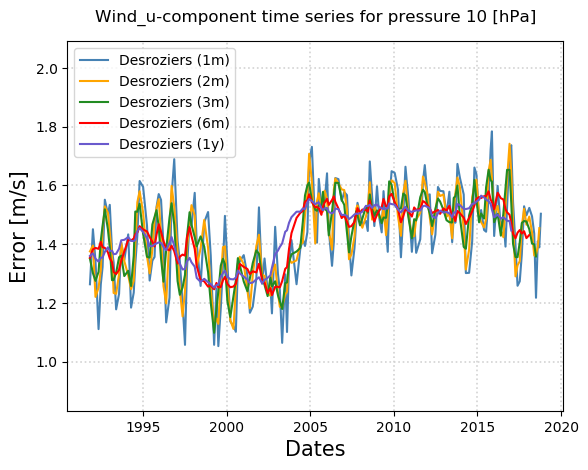 Wind_u-component time series for pressure 10 [hPa]
Desroziers (1m)
Desroziers (2m)
Desroziers (3m)
Desroziers (6m)
Desroziers (1y)
Error [m/s]
2.0
1.8
1.6
1.4
1.2
1.0
1995
2000
2005
2010
2015
2020
Dates